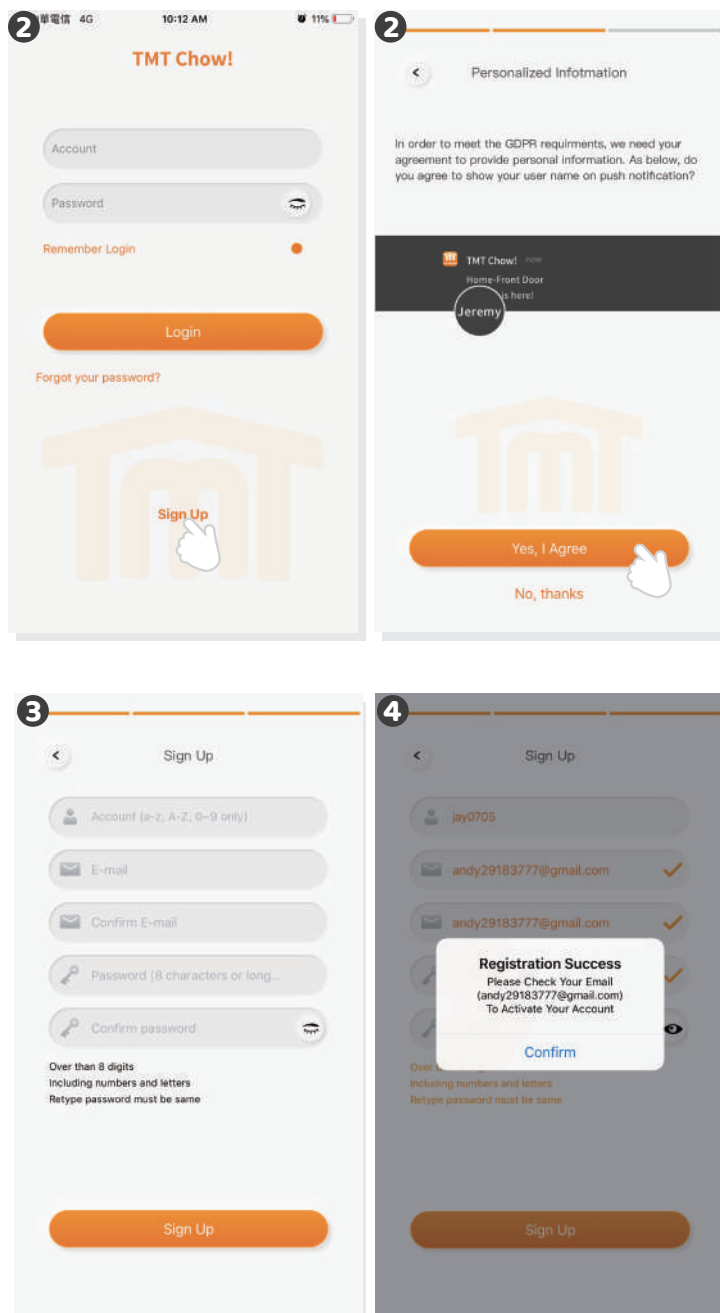 2
華電信 4G 10:12 AM 11%
TMT Chow!
Account
Password
Remember Login
Login
Forgot your password?
Sign Up
2
Personalized Infotmation
In order to meet the GDPR requirments, we need your
agreement to provide personal information. As below, do
you agree to show your user name on push notification?
TMT Chow! now
Home-Front Door
is here!
Jeremy
Yes, I Agree
No, thanks
3
Sign Up
Account (a-z, A-Z, 0~9 only)
E-mail
Confirm E-mail
Password (8 characters or long...
Confirm password
Over than 8 digits
Including numbers and letters
Retype password must be same
Sign Up
4
Sign Up
jay0705
andy29183777@gmail.com
andy29183777@gmail.com
Registration Success
Please Check Your Email
(andy29183777@gmail.com)
To Activate Your Account
Confirm
Over
Including numbers and letters
Retype password must be same
Sign Up